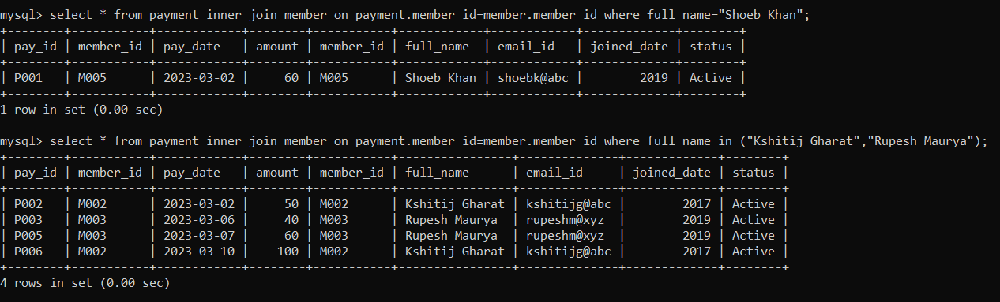 mysql> select * from payment inner join member on payment.member_id=member.member_id where full_name="Shoeb Khan";
+--------+-----------+------------+--------+-----------+------------+----------+-------------+--------+
| pay_id | member_id | pay_date   | amount | member_id | full_name  | email_id | joined_date | status |
+--------+-----------+------------+--------+-----------+------------+----------+-------------+--------+
| P001   | M005      | 2023-03-02 |     60 | M005      | Shoeb Khan | shoebk@abc |        2019 | Active |
+--------+-----------+------------+--------+-----------+------------+----------+-------------+--------+
1 row in set (0.00 sec)
mysql> select * from payment inner join member on payment.member_id=member.member_id where full_name in ("Kshitij Gharat","Rupesh Maurya");
+--------+-----------+------------+--------+-----------+----------------+--------------+-------------+--------+
| pay_id | member_id | pay_date   | amount | member_id | full_name      | email_id     | joined_date | status |
+--------+-----------+------------+--------+-----------+----------------+--------------+-------------+--------+
| P002   | M002      | 2023-03-02 |     50 | M002      | Kshitij Gharat | kshitijg@abc |        2017 | Active |
| P003   | M003      | 2023-03-06 |     40 | M003      | Rupesh Maurya  | rupeshm@xyz  |        2019 | Active |
| P005   | M003      | 2023-03-07 |     60 | M003      | Rupesh Maurya  | rupeshm@xyz  |        2019 | Active |
| P006   | M002      | 2023-03-10 |    100 | M002      | Kshitij Gharat | kshitijg@abc |        2017 | Active |
+--------+-----------+------------+--------+-----------+----------------+--------------+-------------+--------+
4 rows in set (0.00 sec)